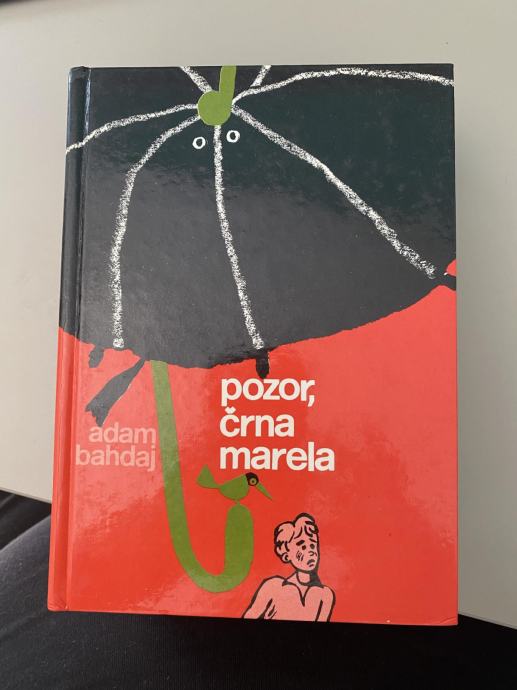 pozor,
črna
marela
adam
bahdaj